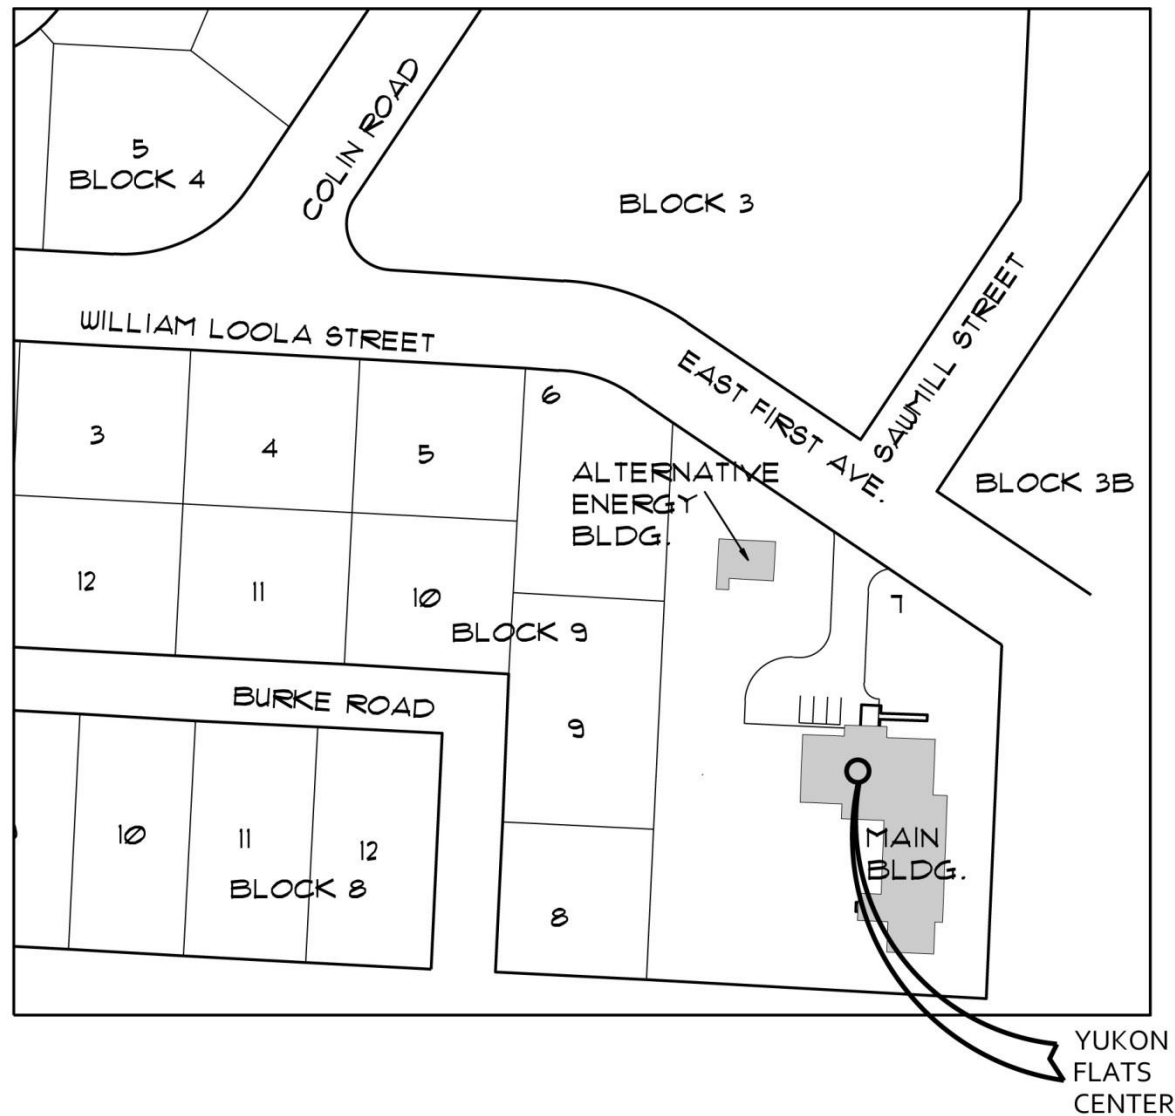 5
BLOCK 4
COLIN ROAD
BLOCK 3
WILLIAM LOOLA STREET
EAST FIRST AVE.
SAWMILL STREET
BLOCK 3B
3
4
5
6
ALTERNATIVE
ENERGY
BLDG.
12
11
10
7
BLOCK 9
BURKE ROAD
9
10
11
12
BLOCK 8
MAIN
BLDG.
8
YUKON
FLATS
CENTER